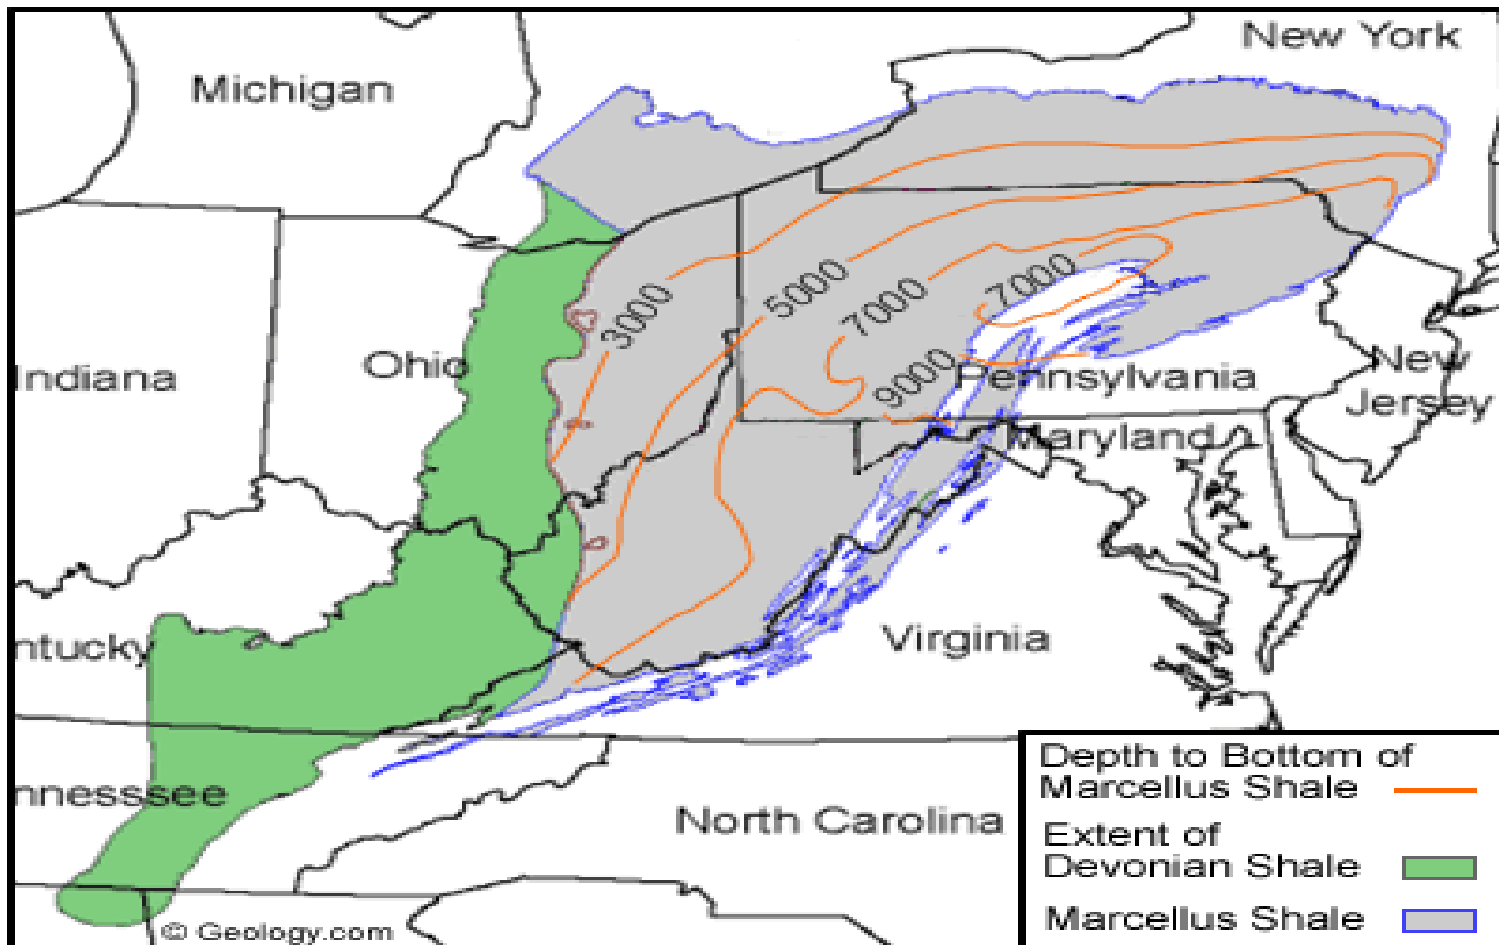 New York
Michigan
7000
5000
7000
3000
Ohio
9000
Pennsylvania
New
Jersey
Indiana
Maryland
Virginia
ntucky
nnesssee
North Carolina
© Geology.com
Depth to Bottom of
Marcellus Shale
Extent of
Devonian Shale
Marcellus Shale